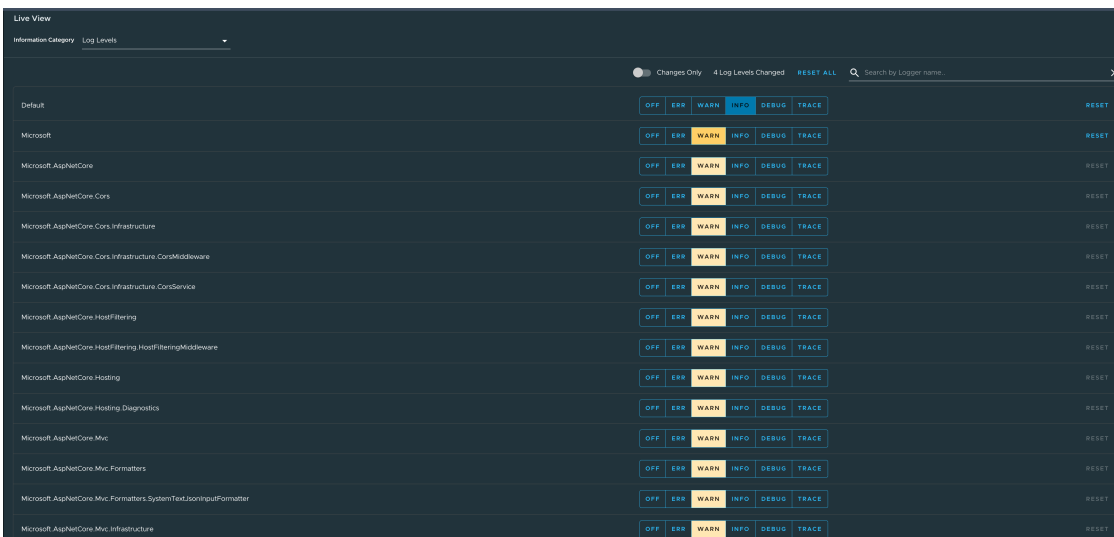 Live View
Information Category Log Levels
Changes Only 4 Log Levels Changed RESET ALL Search by Logger name..
Default OFF ERR WARN INFO DEBUG TRACE RESET
Microsoft OFF ERR WARN INFO DEBUG TRACE RESET
Microsoft.AspNetCore OFF ERR WARN INFO DEBUG TRACE RESET
Microsoft.AspNetCore.Cors OFF ERR WARN INFO DEBUG TRACE RESET
Microsoft.AspNetCore.Cors.Infrastructure OFF ERR WARN INFO DEBUG TRACE RESET
Microsoft.AspNetCore.Cors.Infrastructure.CorsMiddleware OFF ERR WARN INFO DEBUG TRACE RESET
Microsoft.AspNetCore.Cors.Infrastructure.CorsService OFF ERR WARN INFO DEBUG TRACE RESET
Microsoft.AspNetCore.HostFiltering OFF ERR WARN INFO DEBUG TRACE RESET
Microsoft.AspNetCore.HostFiltering.HostFilteringMiddleware OFF ERR WARN INFO DEBUG TRACE RESET
Microsoft.AspNetCore.Hosting OFF ERR WARN INFO DEBUG TRACE RESET
Microsoft.AspNetCore.Hosting.Diagnostics OFF ERR WARN INFO DEBUG TRACE RESET
Microsoft.AspNetCore.Mvc OFF ERR WARN INFO DEBUG TRACE RESET
Microsoft.AspNetCore.Mvc.Formatters OFF ERR WARN INFO DEBUG TRACE RESET
Microsoft.AspNetCore.Mvc.Formatters.SystemTextJsonInputFormatter OFF ERR WARN INFO DEBUG TRACE RESET
Microsoft.AspNetCore.Mvc.Infrastructure OFF ERR WARN INFO DEBUG TRACE RESET